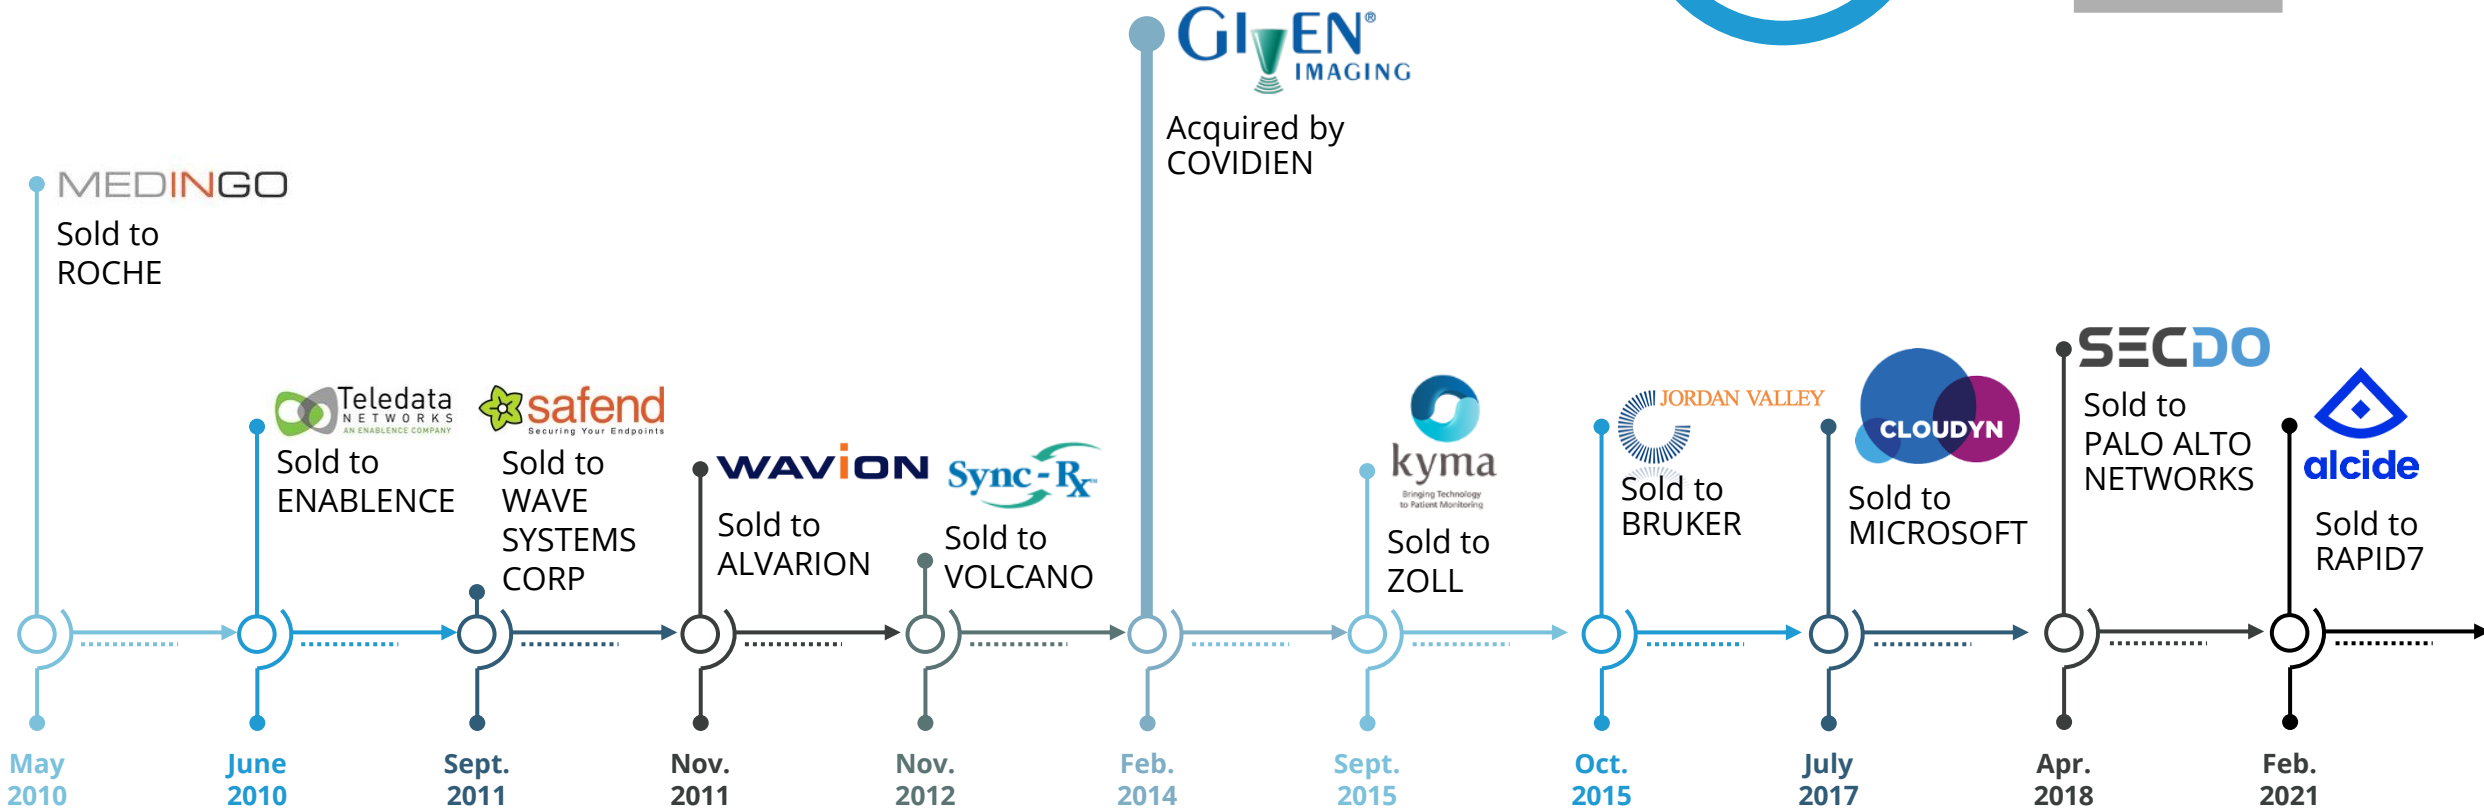 GIVEN®
IMAGING
Acquired by
COVIDIEN
MEDINGO
Sold to
ROCHE
Teledata
NETWORKS
AN ENABLENCE COMPANY
Sold to
ENABLENCE
safend
Securing Your Endpoints
Sold to
WAVE
SYSTEMS
CORP
WAVION
Sold to
ALVARION
Sync-Rx™
Sold to
VOLCANO
kyma
Bringing Technology
to Patient Monitoring
Sold to
ZOLL
JORDAN VALLEY
Sold to
BRUKER
CLOUDYN
Sold to
MICROSOFT
SECDO
Sold to
PALO ALTO
NETWORKS
alcide
Sold to
RAPID7
May
2010
June
2010
Sept.
2011
Nov.
2011
Nov.
2012
Feb.
2014
Sept.
2015
Oct.
2015
July
2017
Apr.
2018
Feb.
2021